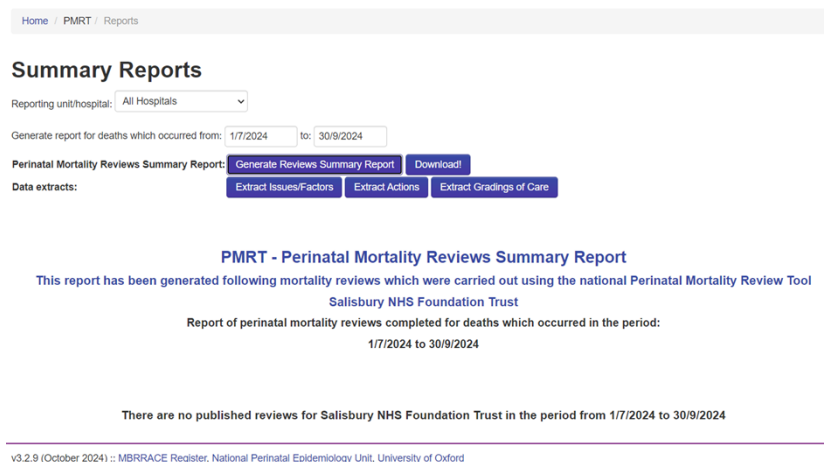 Home / PMRT / Reports
Summary Reports
Reporting unit/hospital: All Hospitals
Generate report for deaths which occurred from: 1/7/2024 to: 30/9/2024
Perinatal Mortality Reviews Summary Report: Generate Reviews Summary Report Download!
Data extracts: Extract Issues/Factors Extract Actions Extract Gradings of Care
PMRT - Perinatal Mortality Reviews Summary Report
This report has been generated following mortality reviews which were carried out using the national Perinatal Mortality Review Tool
Salisbury NHS Foundation Trust
Report of perinatal mortality reviews completed for deaths which occurred in the period:
1/7/2024 to 30/9/2024
There are no published reviews for Salisbury NHS Foundation Trust in the period from 1/7/2024 to 30/9/2024
v3.2.9 (October 2024) :: MBRRACE Register, National Perinatal Epidemiology Unit, University of Oxford